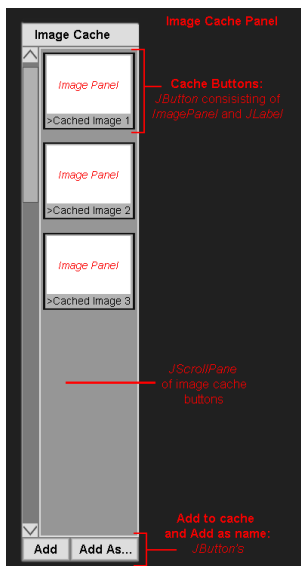 Image Cache Panel
Image Cache
Image Panel
>Cached Image 1
Cache Buttons:
JButton consisisting of
ImagePanel and JLabel
Image Panel
>Cached Image 2
Image Panel
>Cached Image 3
JScrollPane
of image cache
buttons
Add to cache
and Add as name:
JButton's
Add
Add As...